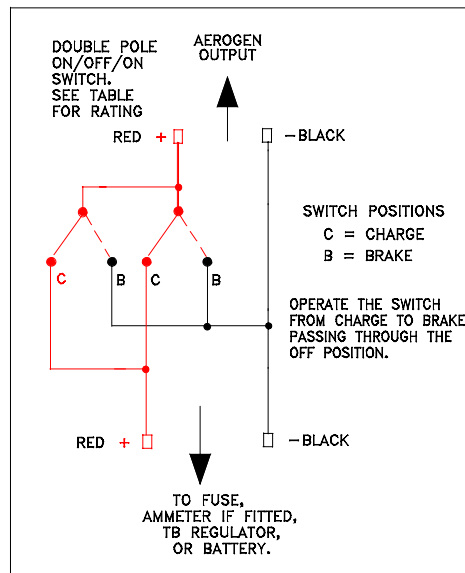 DOUBLE POLE
ON/OFF/ON
SWITCH.
SEE TABLE
FOR RATING
AEROGEN
OUTPUT
RED +
-BLACK
SWITCH POSITIONS
C = CHARGE
B = BRAKE
C
B
C
B
OPERATE THE SWITCH
FROM CHARGE TO BRAKE
PASSING THROUGH THE
OFF POSITION.
RED +
-BLACK
TO FUSE,
AMMETER IF FITTED,
TB REGULATOR,
OR BATTERY.